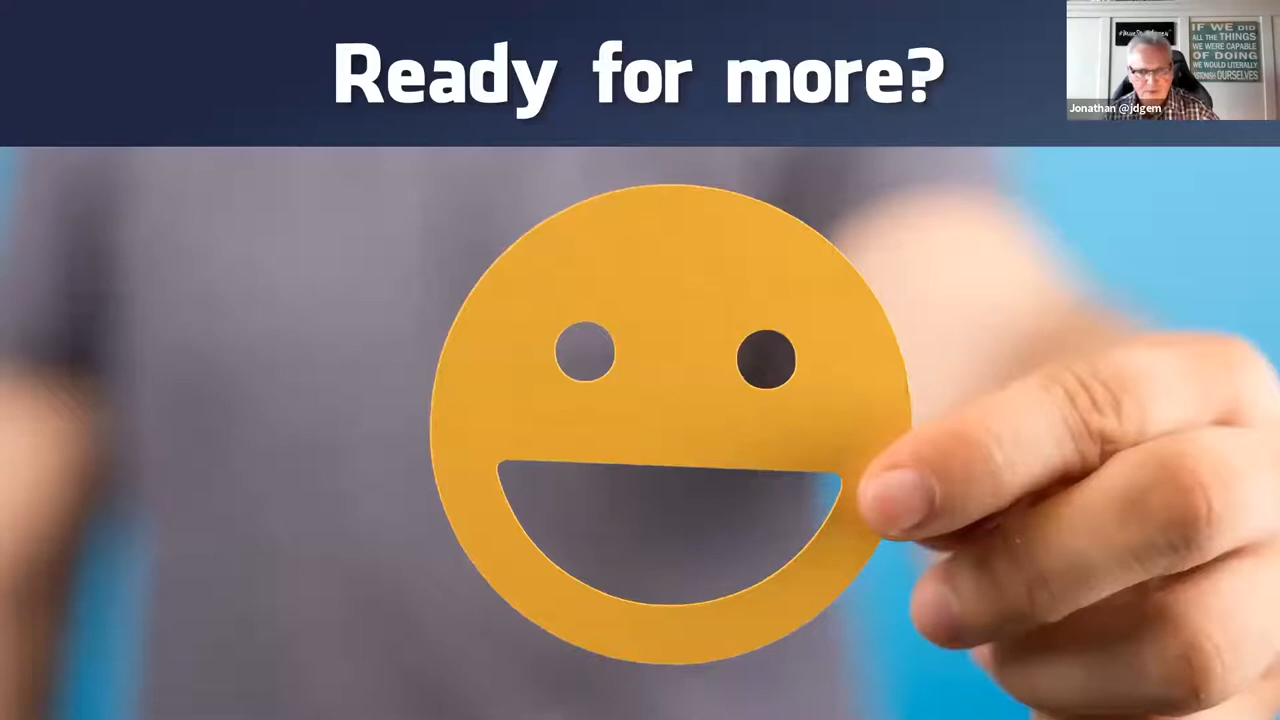 Ready for more?
IF WE DID
ALL THE THINGS
WE WERE CAPABLE
OF DOING
WE WOULD LITERALLY
ASTONISH OURSELVES
Jonathan @jdgem